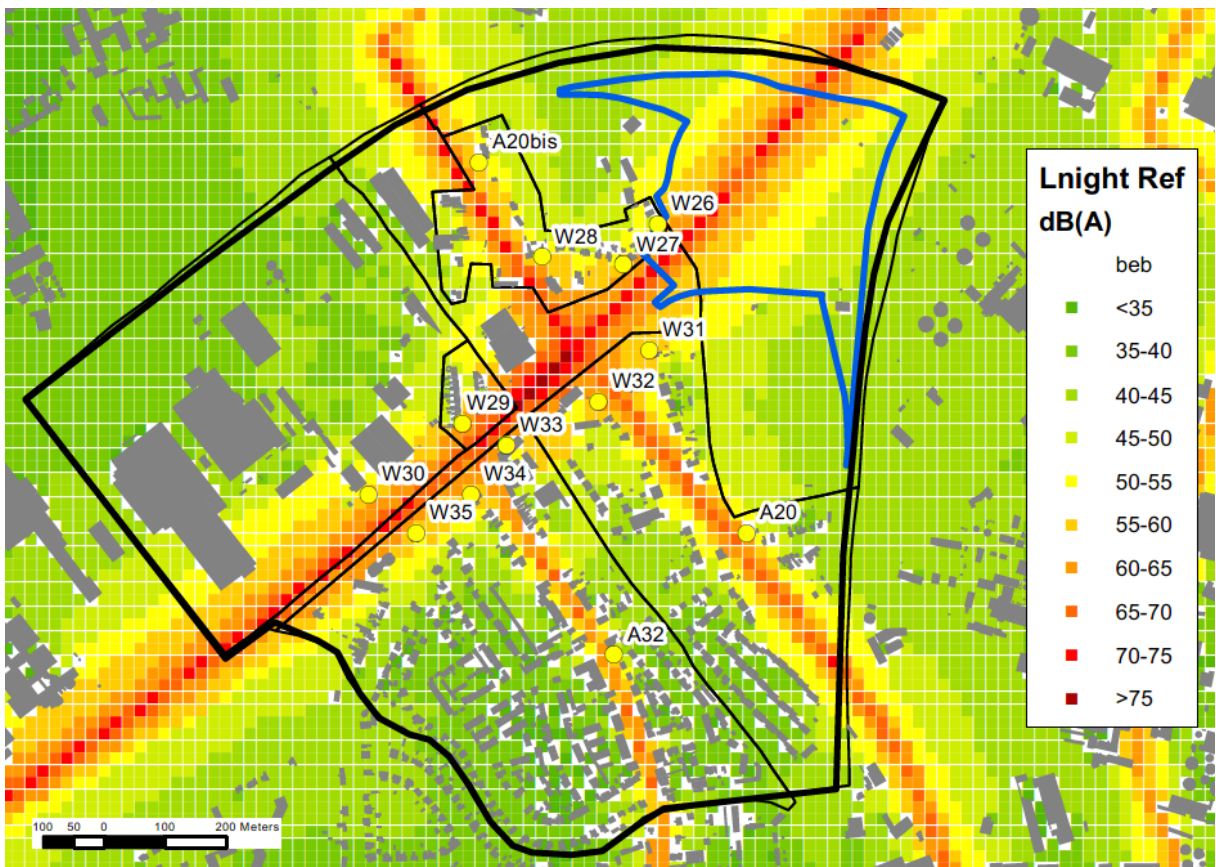 A20bis
W26
W28
W27
W31
W32
W29
W33
W30
W34
W35
A20
A32
Lnight Ref
dB(A)
beb
<35
35-40
40-45
45-50
50-55
55-60
60-65
65-70
70-75
>75
100 50 0 100 200 Meters